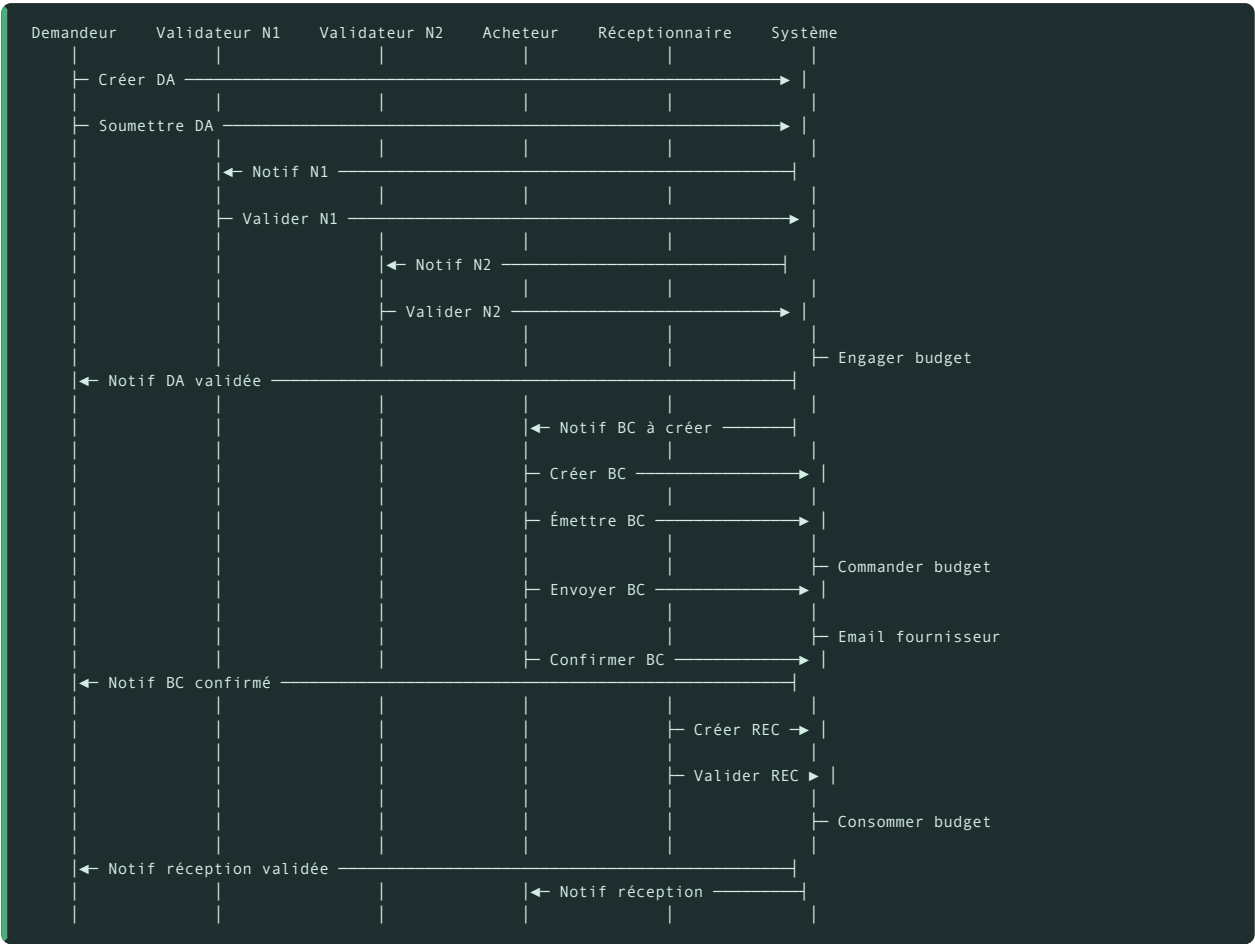 Demandeur Validateur N1 Validateur N2 Acheteur Réceptionnaire Système
Créer DA
Soumettre DA
Notif N1
Valider N1
Notif N2
Valider N2
Engager budget
Notif DA validée
Notif BC à créer
Créer BC
Émettre BC
Commander budget
Envoyer BC
Email fournisseur
Confirmer BC
Notif BC confirmé
Créer REC
Valider REC
Consommer budget
Notif réception validée
Notif réception